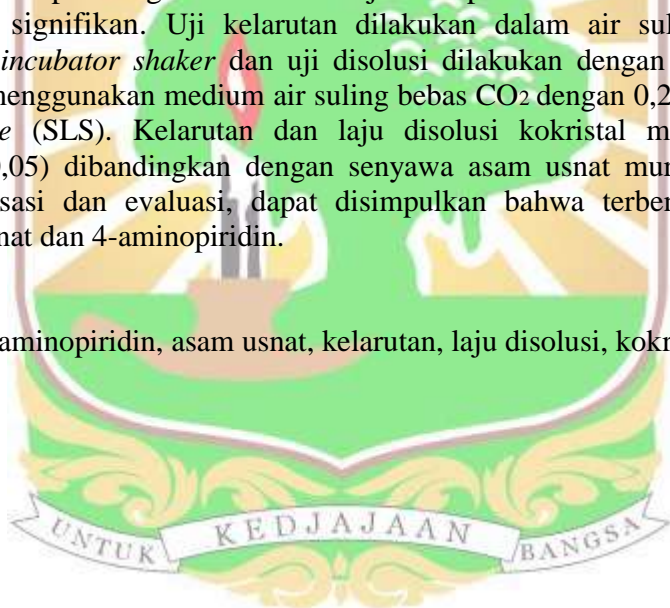 signifikan. Uji kelarutan dilakukan dalam air sul
incubator shaker dan uji disolusi dilakukan dengan
menggunakan medium air suling bebas CO2 dengan 0,2
(SLS). Kelarutan dan laju disolusi kokristal m
,05) dibandingkan dengan senyawa asam usnat mur
sasi dan evaluasi, dapat disimpulkan bahwa terber
nat dan 4-aminopiridin.
aminopiridin, asam usnat, kelarutan, laju disolusi, kokr
UNTUK KEDJAJAAN BANGSA